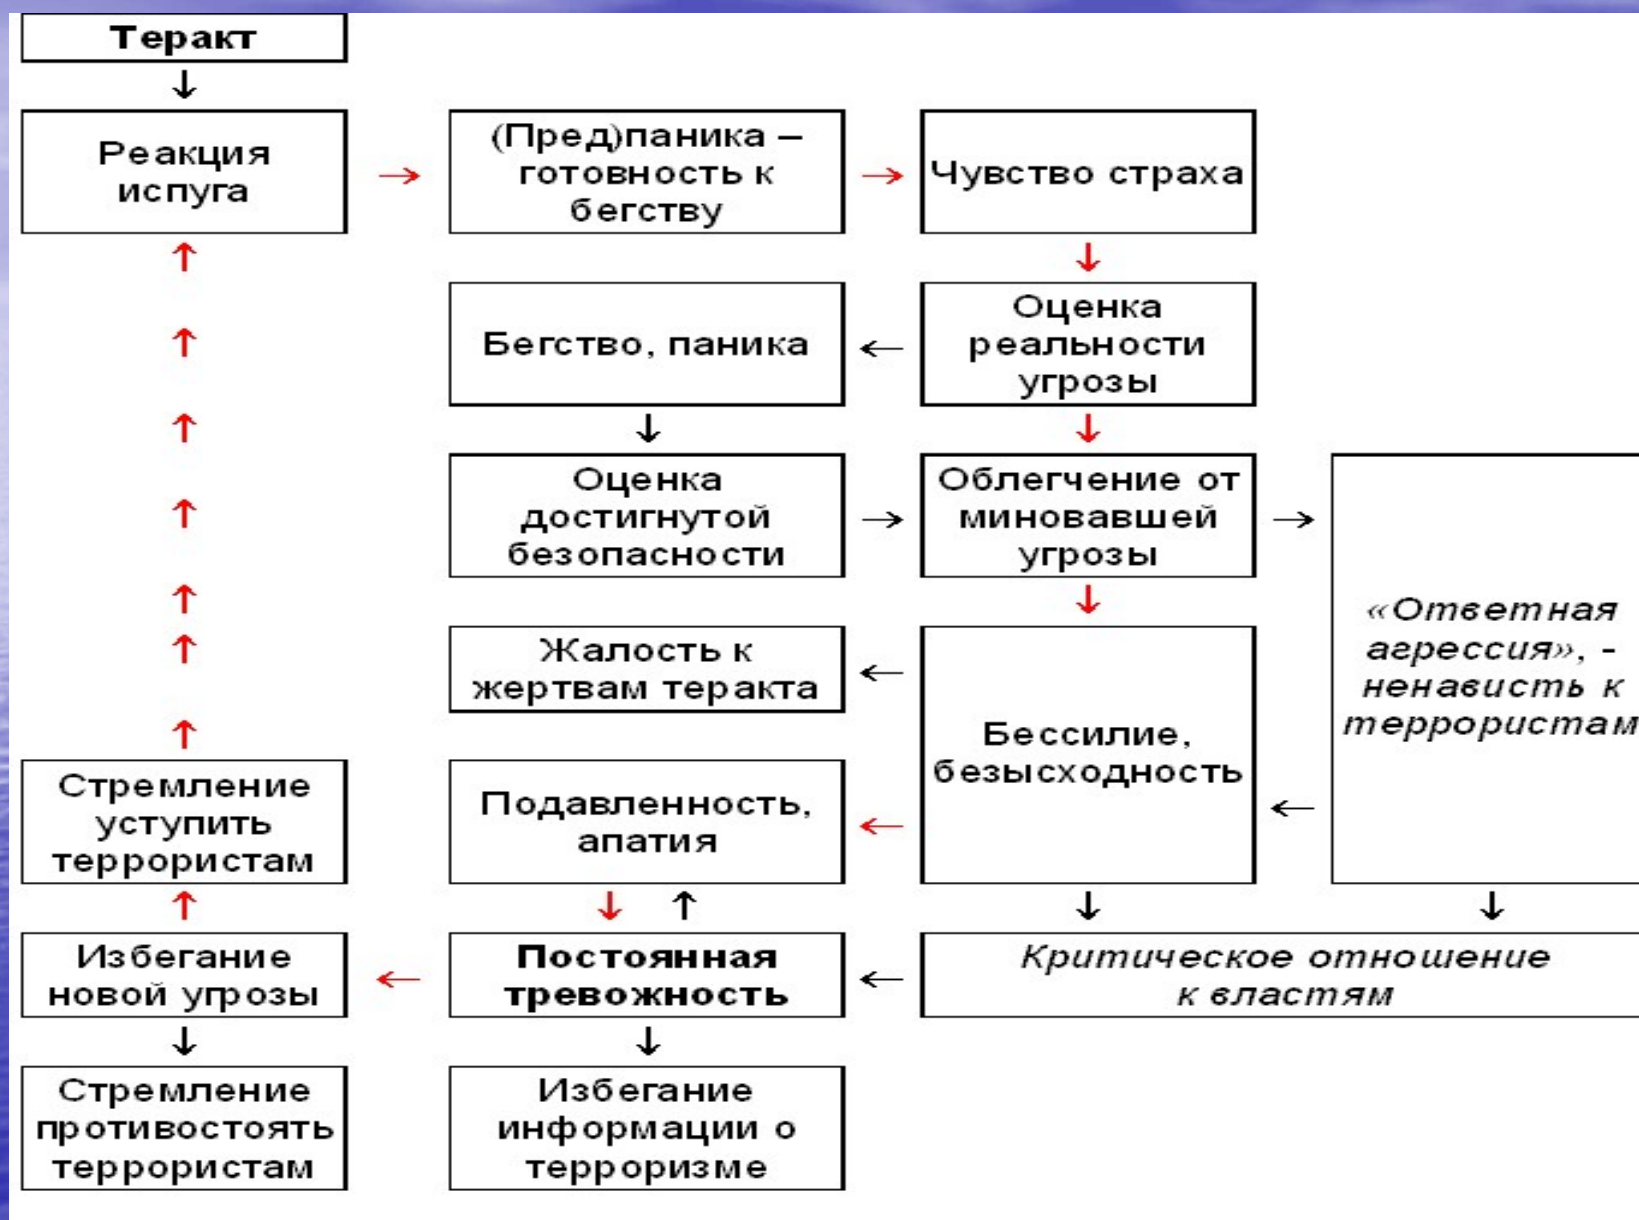 Теракт
Реакция
испуга
(Пред)паника –
готовность к
бегству
Чувство страха
Бегство, паника
Оценка
реальности
угрозы
Оценка
достигнутой
безопасности
Облегчение от
миновавшей
угрозы
«Ответная
агрессия», -
ненависть к
террористам
Жалость к
жертвам теракта
Бессилие,
безысходность
Стремление
уступить
террористам
Подавленность,
апатия
Избегание
новой угрозы
Постоянная
тревожность
Критическое отношение
к властям
Стремление
противостоять
террористам
Избегание
информации о
терроризме